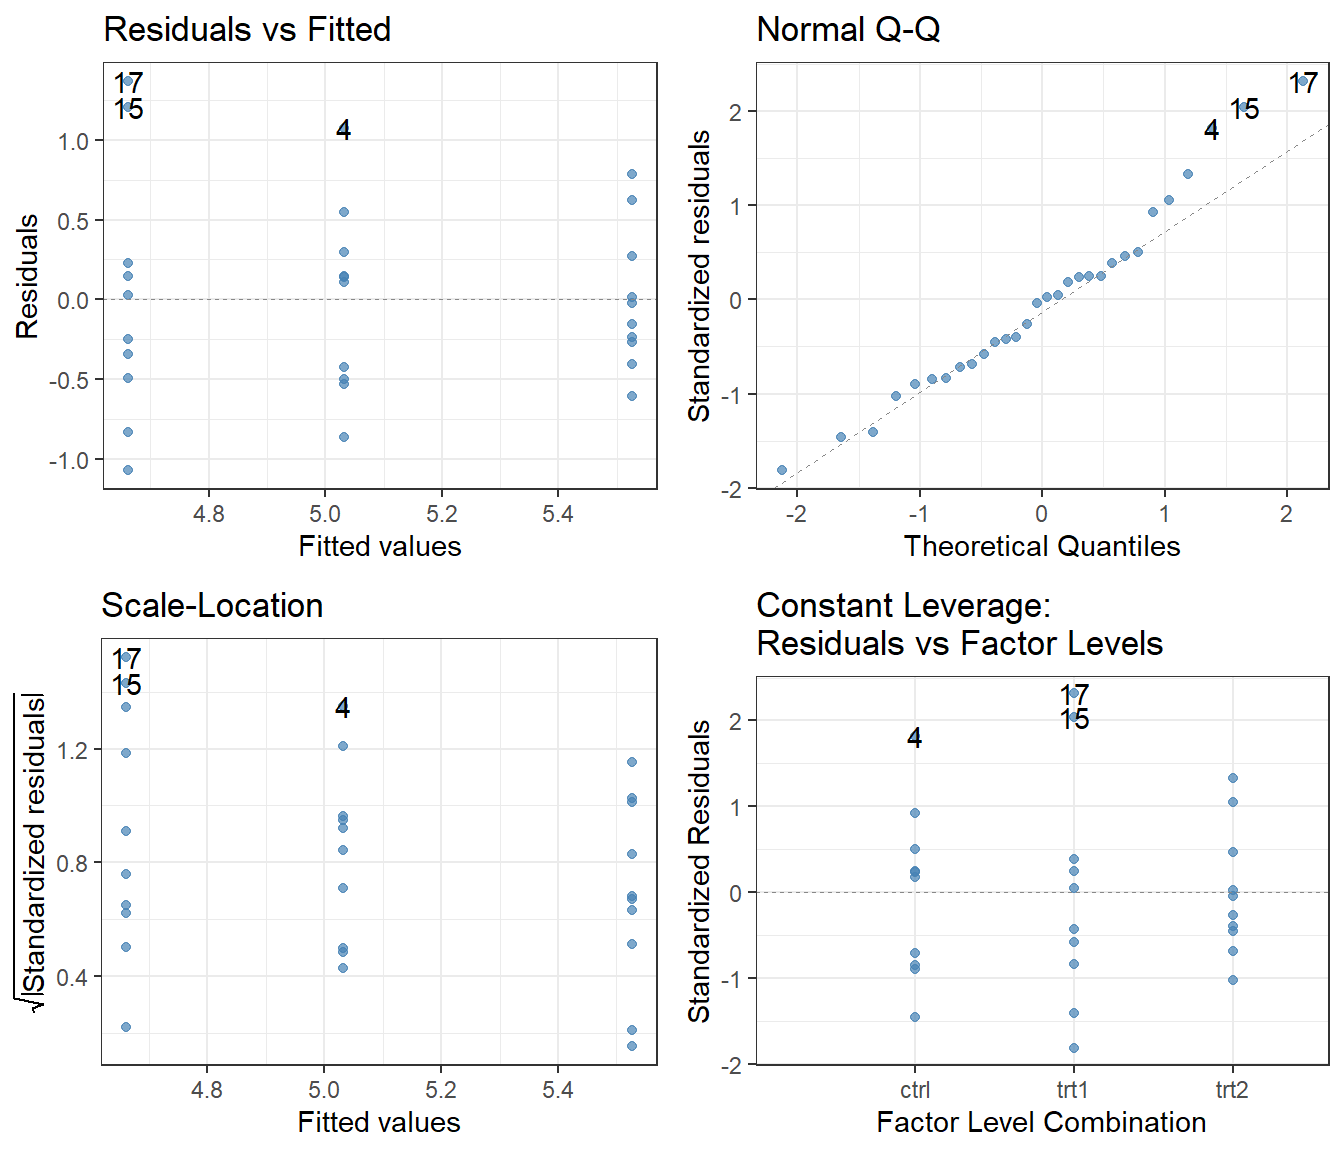 Residuals vs Fitted
17
15
4
1.0
0.5
0.0
-0.5
-1.0
4.8
5.0
5.2
5.4
Residuals
Fitted values
Normal Q-Q
17
15
4
2
1
0
-1
-2
-2
-1
0
1
2
Standardized residuals
Theoretical Quantiles
Scale-Location
17
15
4
1.2
0.8
0.4
4.8
5.0
5.2
5.4
√|Standardized residuals|
Fitted values
Constant Leverage:
Residuals vs Factor Levels
17
15
4
2
1
0
-1
-2
ctrl
trt1
trt2
Standardized Residuals
Factor Level Combination